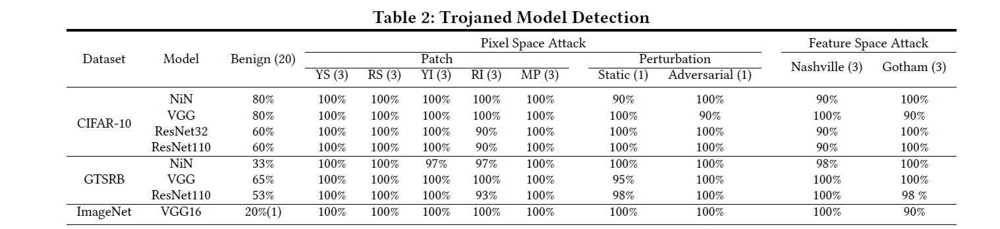 Table 2: Trojaned Model Detection
Dataset Model Benign (20) Pixel Space Attack Feature Space Attack
Patch Perturbation Nashville (3) Gotham (3)
YS (3) RS (3) YI (3) RI (3) MP (3) Static (1) Adversarial (1)
CIFAR-10
NiN 80% 100% 100% 100% 100% 100% 90% 100% 90% 100%
VGG 80% 100% 100% 100% 100% 100% 100% 90% 100% 90%
ResNet32 60% 100% 100% 100% 90% 100% 100% 100% 90% 100%
ResNet110 60% 100% 100% 100% 90% 100% 100% 100% 90% 100%
GTSRB
NiN 33% 100% 100% 97% 97% 100% 100% 100% 98% 100%
VGG 65% 100% 100% 100% 100% 100% 95% 100% 100% 100%
ResNet110 53% 100% 100% 100% 93% 100% 98% 100% 100% 98 %
ImageNet VGG16 20%(1) 100% 100% 100% 100% 100% 100% 100% 100% 90%